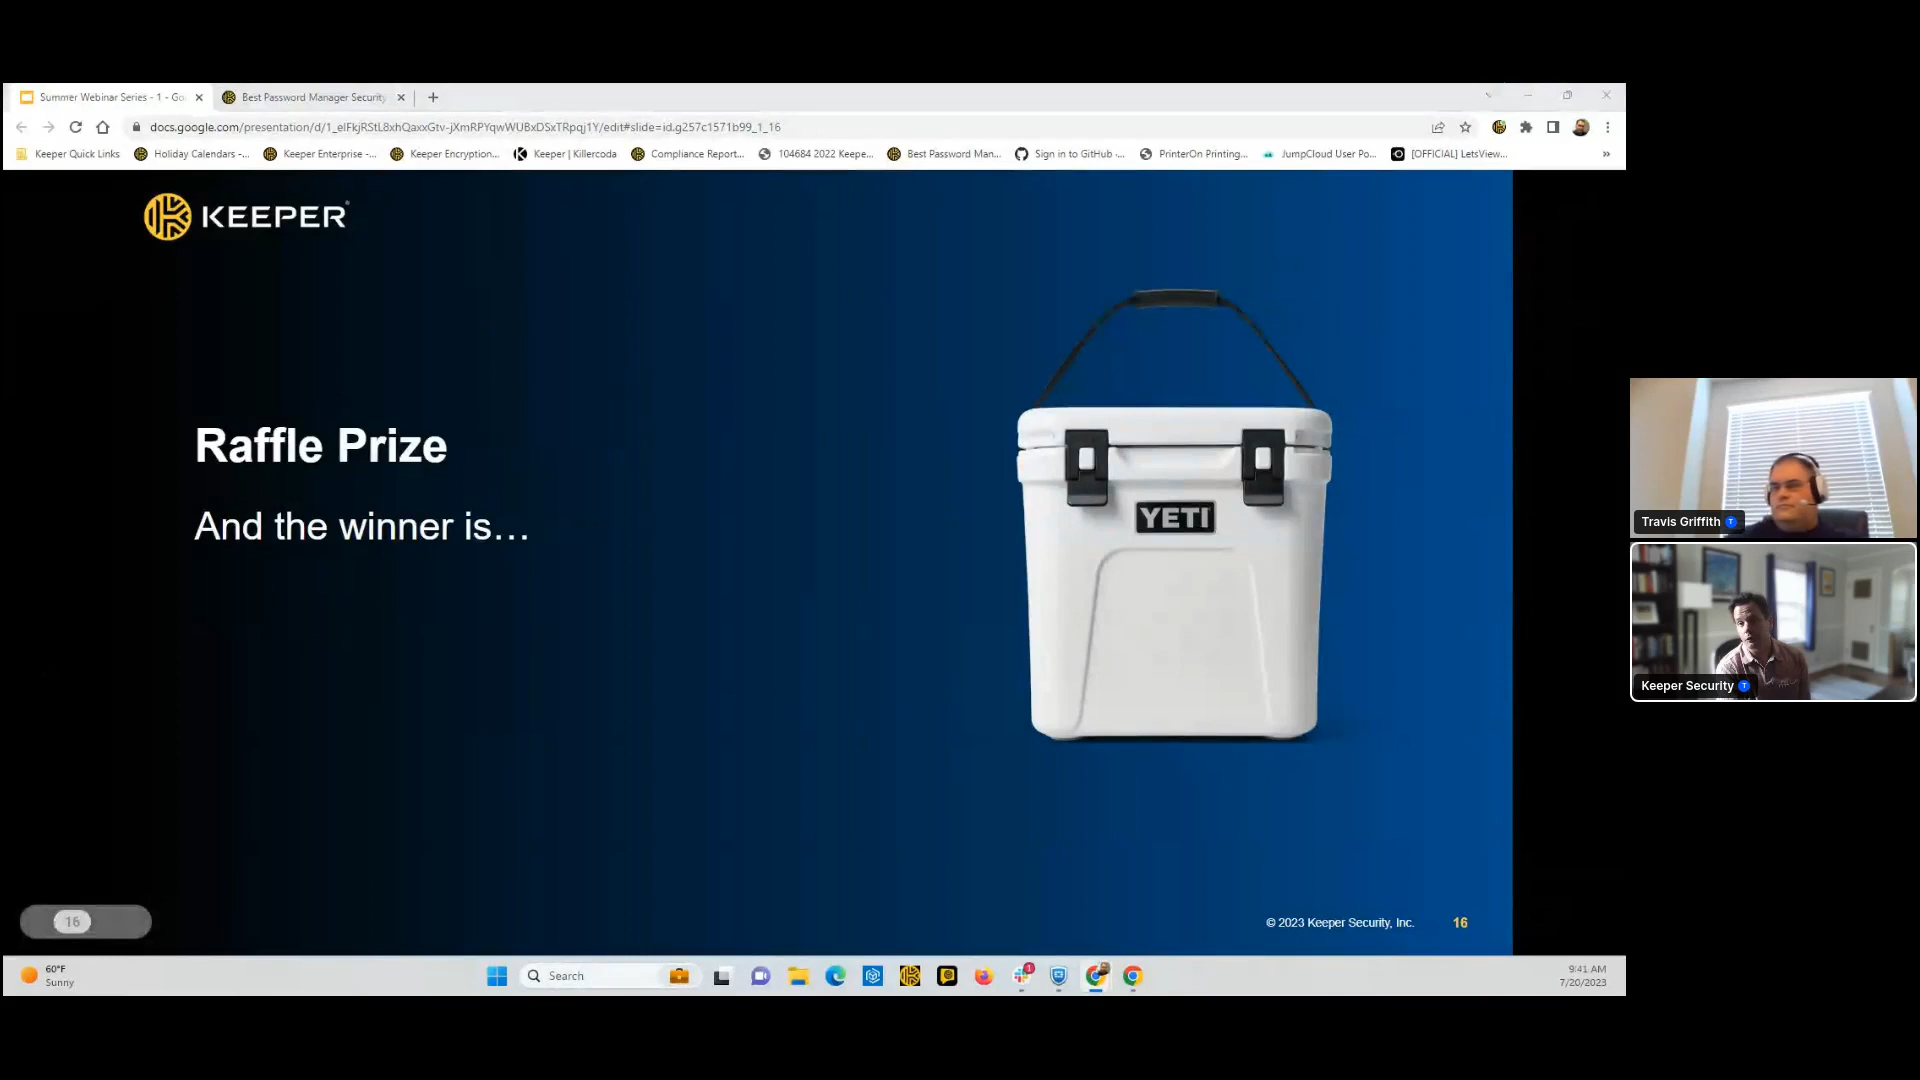 Summer Webinar Series - 1 - Go
Best Password Manager Security
docs.google.com/presentation/d/1_eIFkjRStL8xhQaxxGtv-jXmRPYqwWUBxDSxTRpqj1Y/edit#slide=id.g257c1571b99_1_16
Keeper Quick Links
Holiday Calendars -...
Keeper Enterprise -...
Keeper Encryption...
Keeper | Killercoda
Compliance Report...
104684 2022 Keepe...
Best Password Man...
Sign in to GitHub ·...
PrinterOn Printing...
JumpCloud User Po...
[OFFICIAL] LetsView...
KEEPER
Raffle Prize
And the winner is...
YETI
Travis Griffith
Keeper Security
16
© 2023 Keeper Security, Inc.
16
60°F
Sunny
Search
1
9:41 AM
7/20/2023